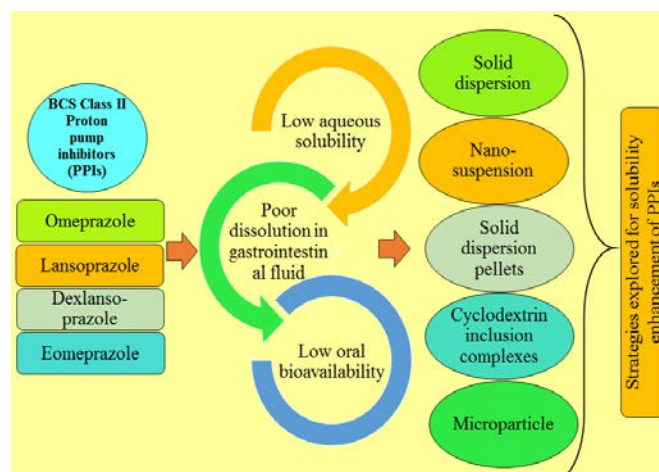 BCS Class II
Proton
pump
inhibitors
(PPIs)
Omeprazole
Lansoprazole
Dexlanso-
prazole
Eomeprazole
Low aqueous
solubility
Poor
dissolution in
gastrointestin
al fluid
Low oral
bioavailability
Solid
dispersion
Nano-
suspension
Solid
dispersion
pellets
Cyclodextrin
inclusion
complexes
Microparticle
Strategies explored for solubility
enhancement of PPIs